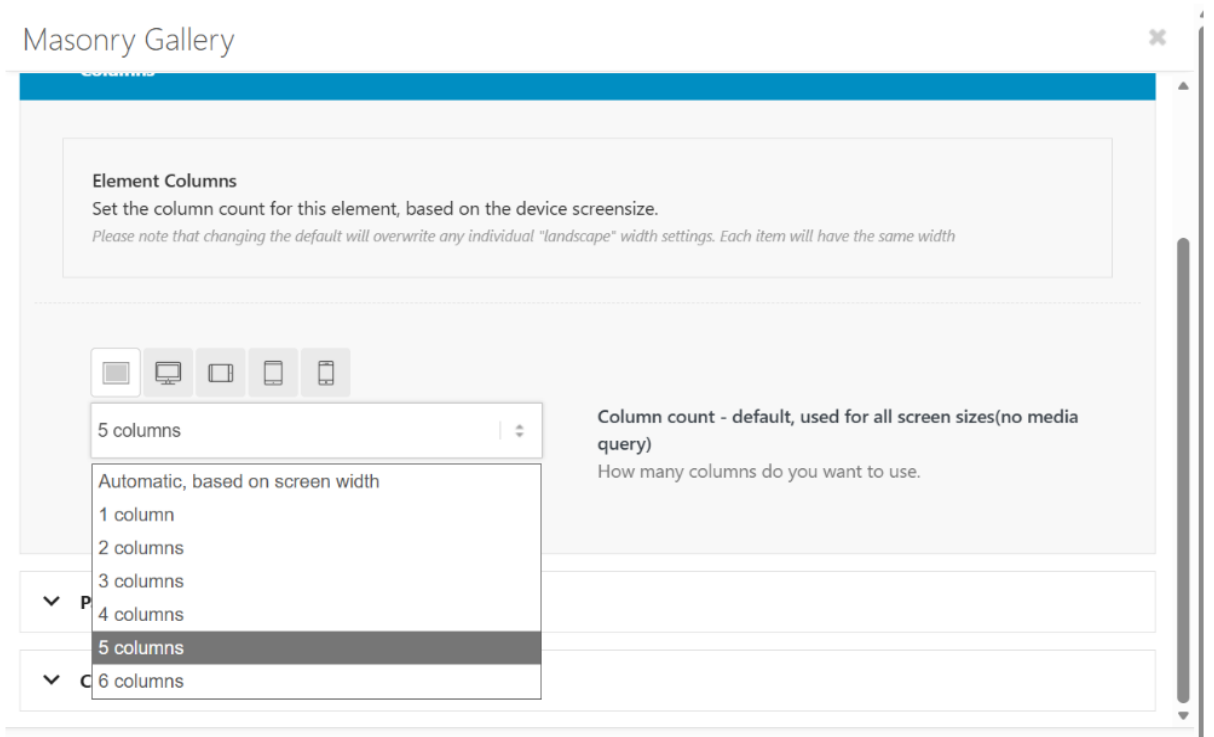 Masonry Gallery
Columns
Element Columns
Set the column count for this element, based on the device screensize.
Please note that changing the default will overwrite any individual "landscape" width settings. Each item will have the same width
5 columns
Column count - default, used for all screen sizes(no media
query)
How many columns do you want to use.
Automatic, based on screen width
1 column
2 columns
3 columns
4 columns
5 columns
6 columns
P
C